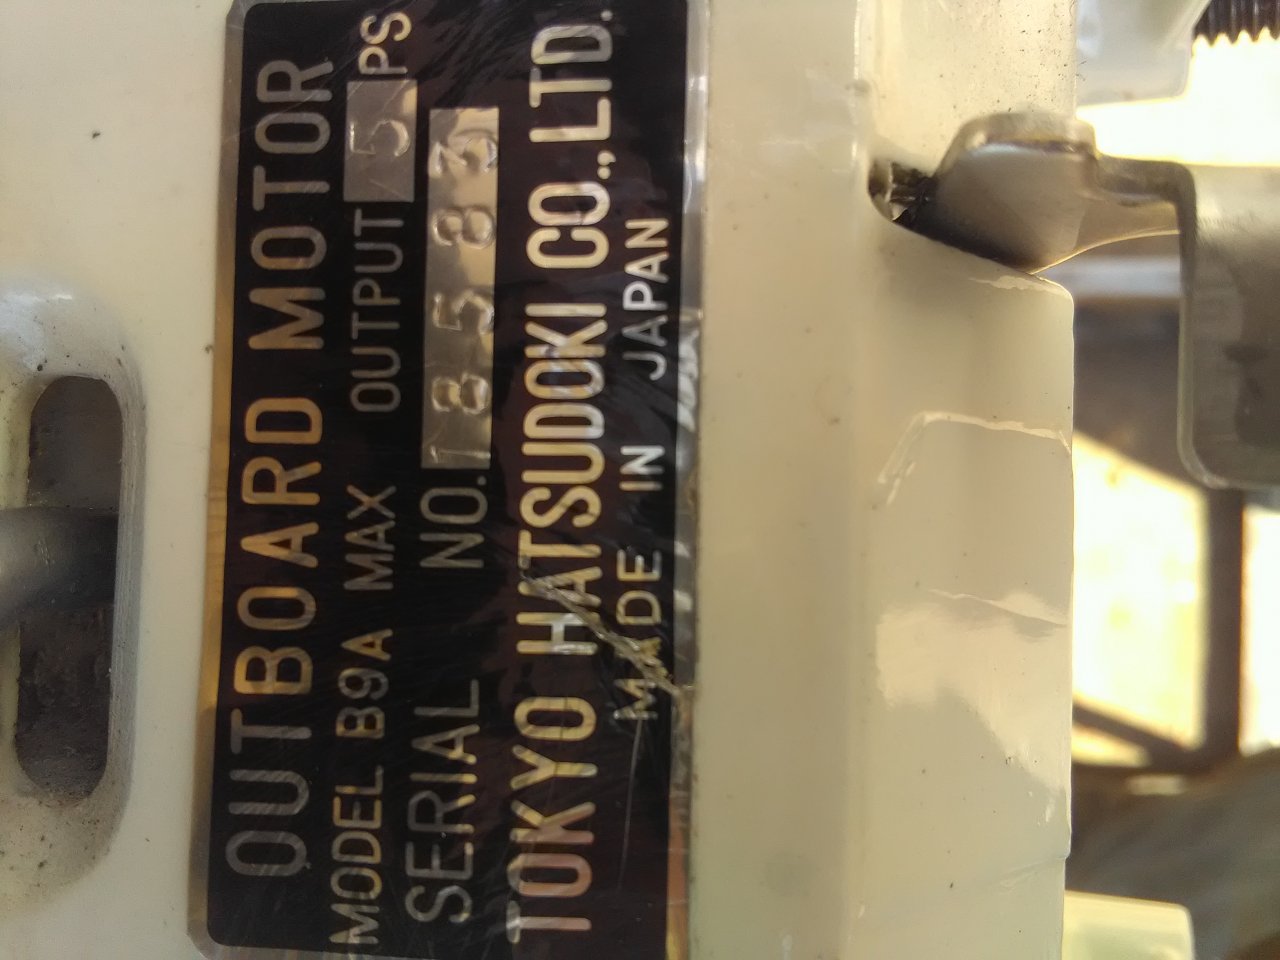 OUTBOARD MOTOR
MODEL B9A MAX OUTPUT 5 PS
SERIAL NO. 18583
TOKYO HATSUDOKI CO., LTD.
MADE IN JAPAN